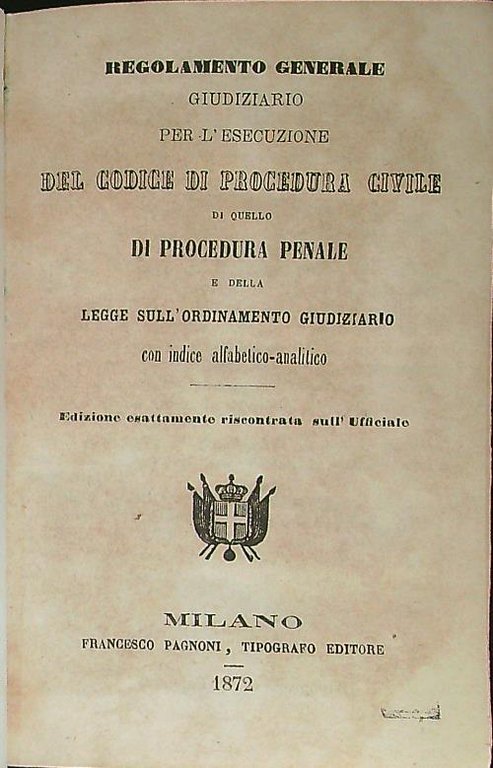 REGOLAMENTO GENERALE
GIUDIZIARIO
PER L'ESECUZIONE
DEL CODICE DI PROCEDURA CIVILE
DI QUELLO
DI PROCEDURA PENALE
E DELLA
LEGGE SULL'ORDINAMENTO GIUDIZIARIO
con indice alfabetico-analitico
Edizione esattamente riscontrata sull' Ufficiale
MILANO
FRANCESCO PAGNONI, TIPOGRAFO EDITORE
1872